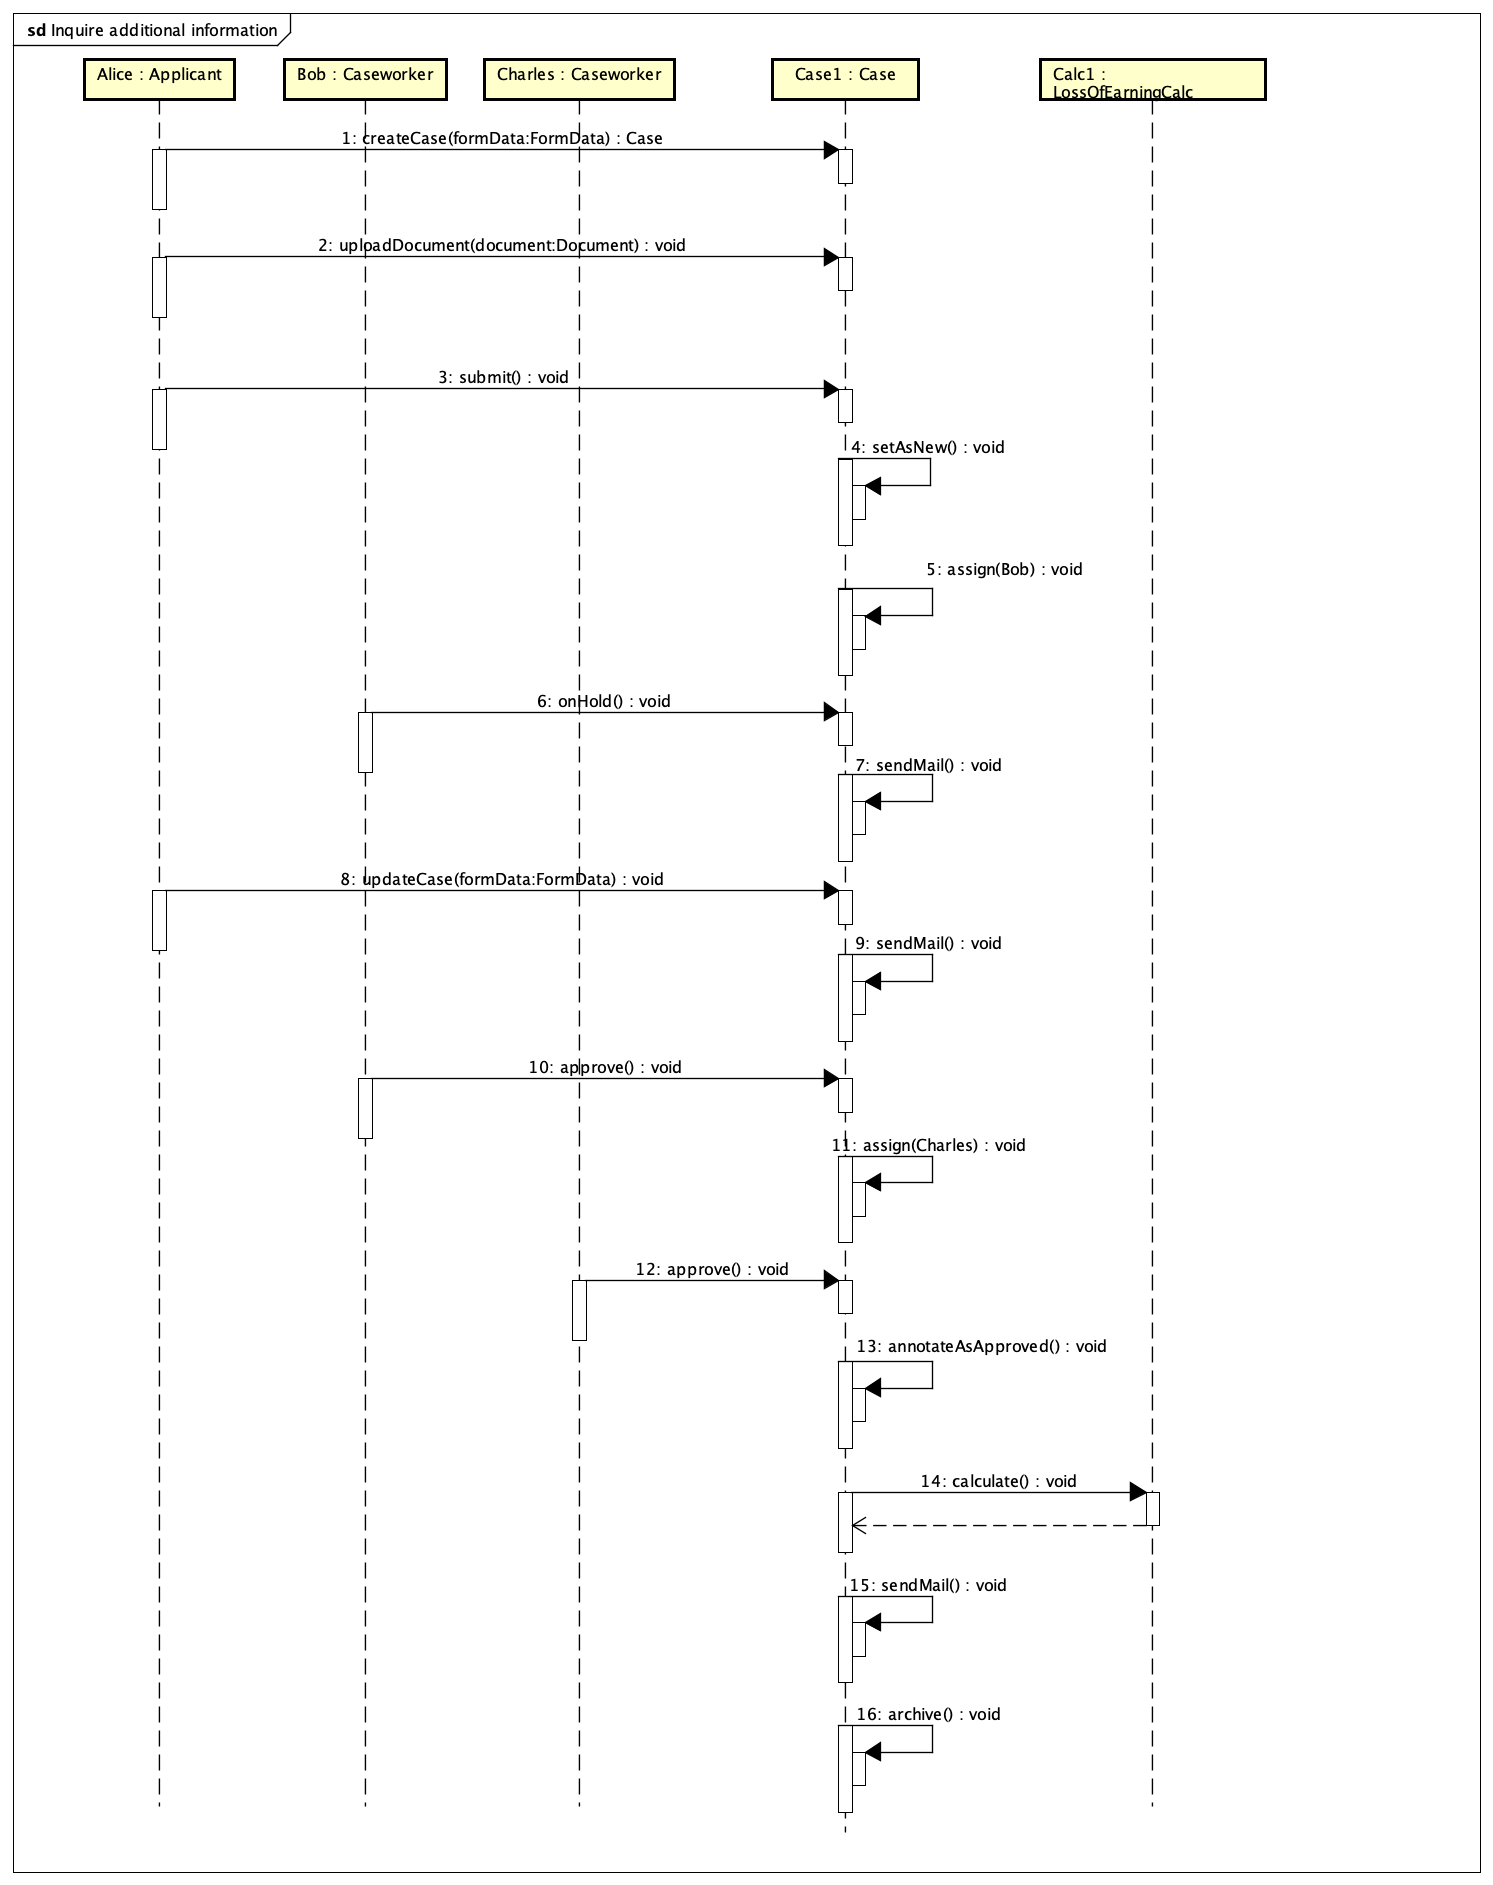 sd Inquire additional information
Alice : Applicant
Bob : Caseworker
Charles : Caseworker
Case1 : Case
Calc1 :
LossOfEarningCalc
1: createCase(formData:FormData) : Case
2: uploadDocument(document:Document) : void
3: submit() : void
4: setAsNew() : void
5: assign(Bob) : void
6: onHold() : void
7: sendMail() : void
8: updateCase(formData:FormData) : void
9: sendMail() : void
10: approve() : void
11: assign(Charles) : void
12: approve() : void
13: annotateAsApproved() : void
14: calculate() : void
15: sendMail() : void
16: archive() : void